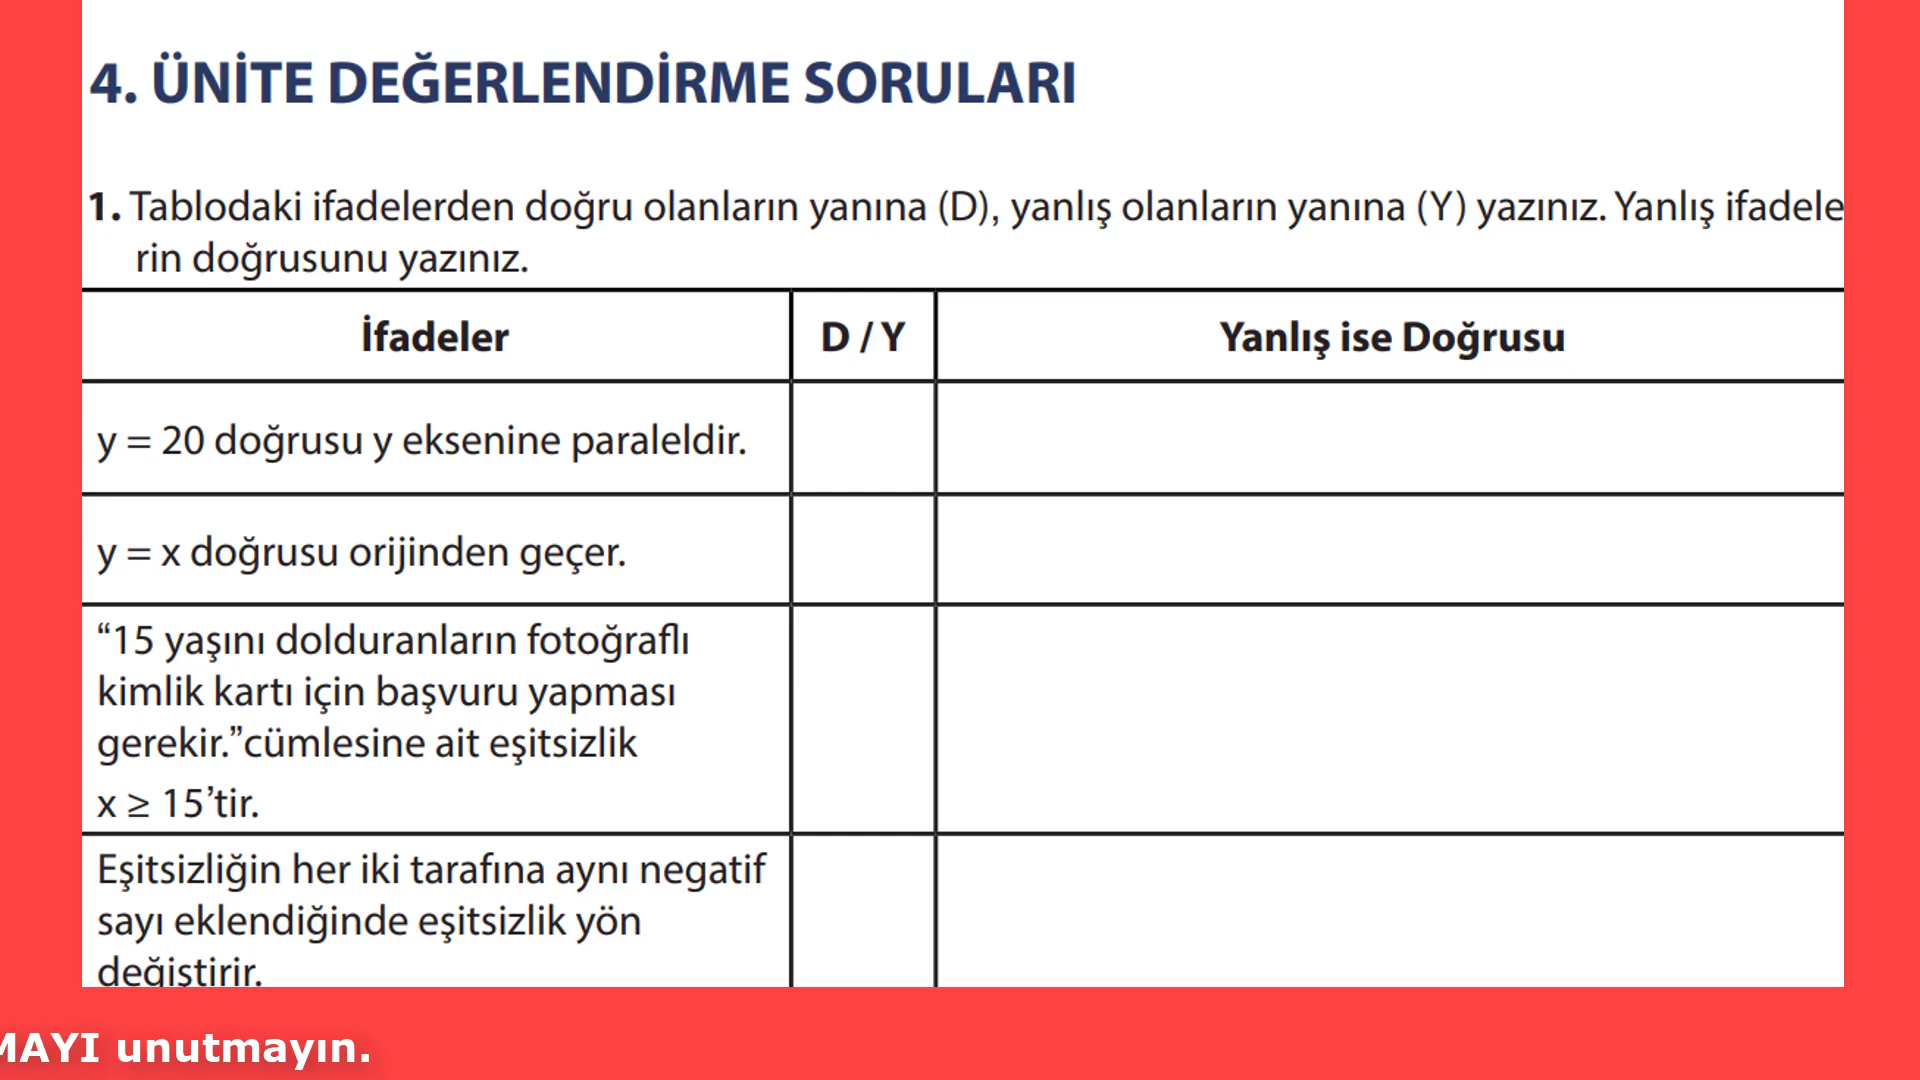 4. ÜNİTE DEĞERLENDİRME SORULARI
1. Tablodaki ifadelerden doğru olanların yanına (D), yanlış olanların yanına (Y) yazınız. Yanlış ifadele
rin doğrusunu yazınız.
İfadeler D / Y Yanlış ise Doğrusu
y = 20 doğrusu y eksenine paraleldir.
y = x doğrusu orijinden geçer.
“15 yaşını dolduranların fotoğraflı
kimlik kartı için başvuru yapması
gerekir.”cümlesine ait eşitsizlik
x ≥ 15’tir.
Eşitsizliğin her iki tarafına aynı negatif
sayı eklendiğinde eşitsizlik yön
değiştirir.
MAYI unutmayın.